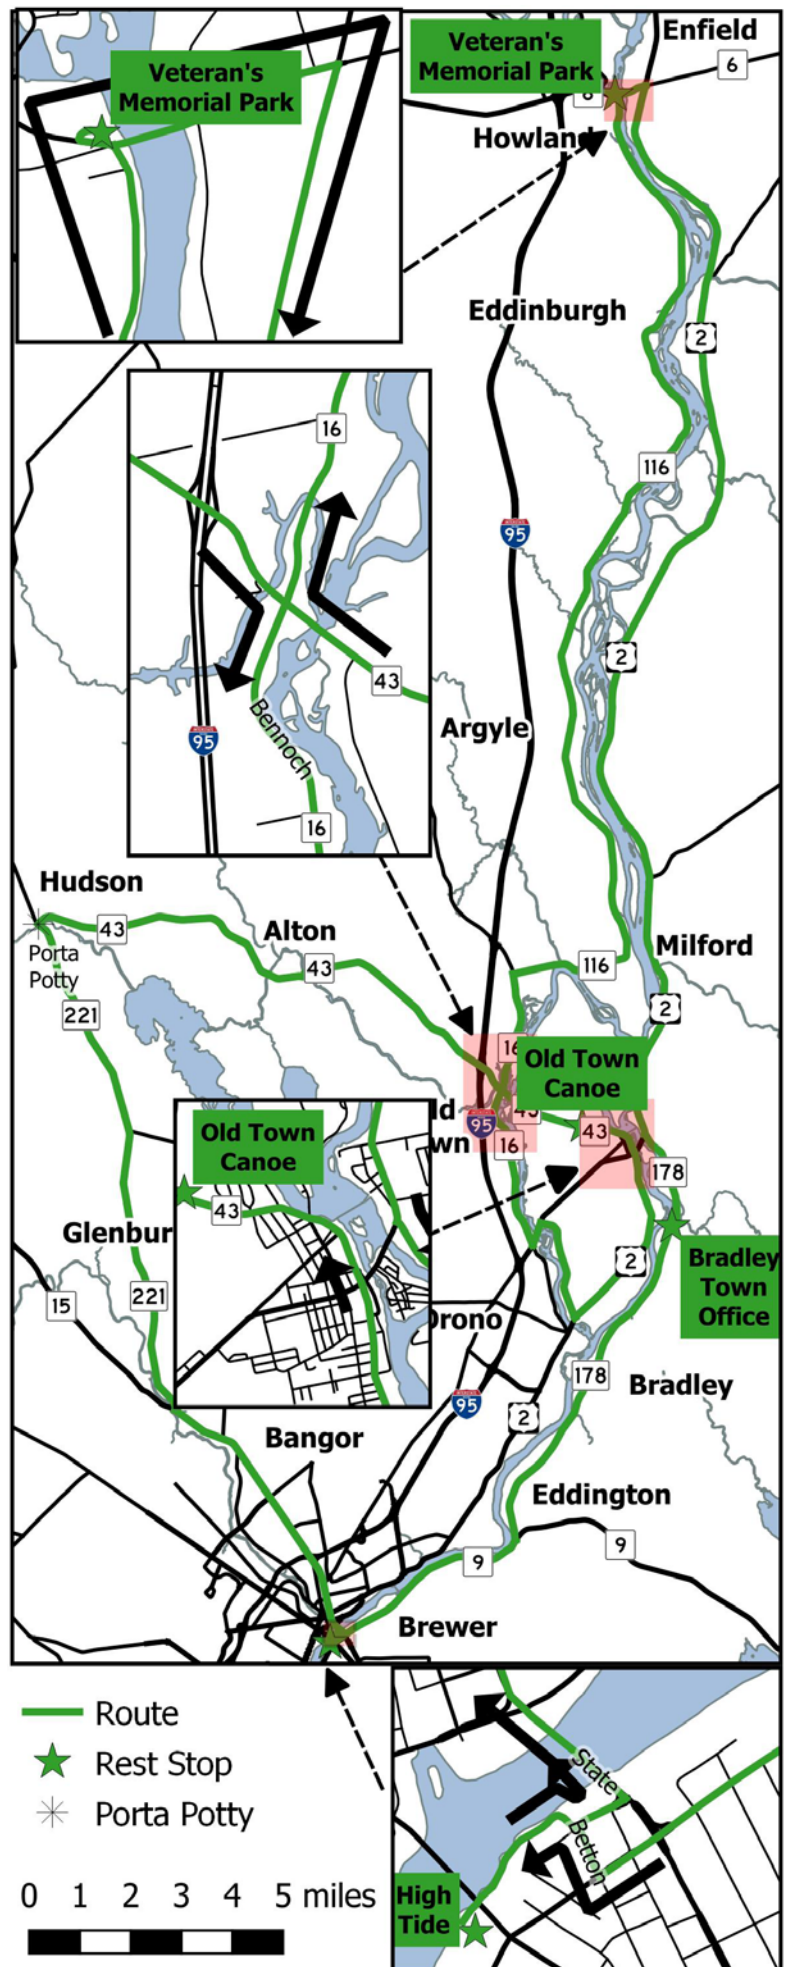 Veteran's
Memorial Park
Veteran's
Memorial Park
Enfield
6
6
Howland
Eddinburgh
2
116
95
2
16
43
95
Bennoch
16
Argyle
Hudson
43
Alton
43
Porta
Potty
221
116
Milford
2
16
Old Town
Canoe
95
43
43
16
178
Old Town
Canoe
43
Glenbur
221
15
2
Bradley
Town
Office
Orono
178
Bradley
95
2
Bangor
Eddington
9
9
Brewer
Route
Rest Stop
Porta Potty
0 1 2 3 4 5 miles
State
Betton
High
Tide